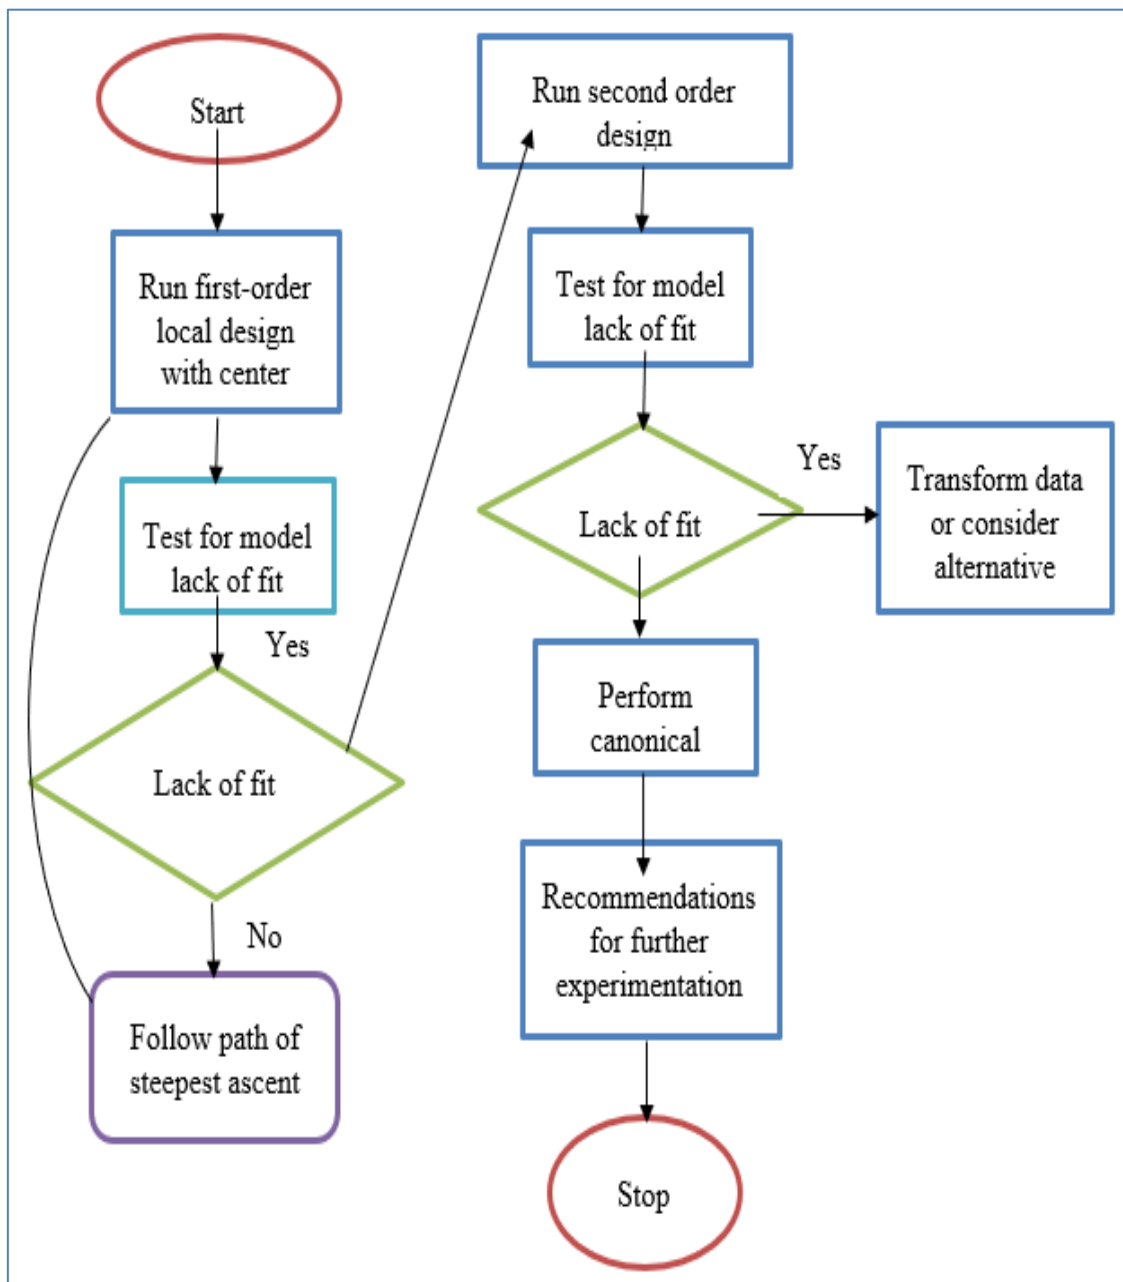 Start
Run first-order
local design
with center
Test for model
lack of fit
Yes
Lack of fit
No
Follow path of
steepest ascent
Run second order
design
Test for model
lack of fit
Lack of fit
Yes
Transform data
or consider
alternative
Perform
canonical
Recommendations
for further
experimentation
Stop